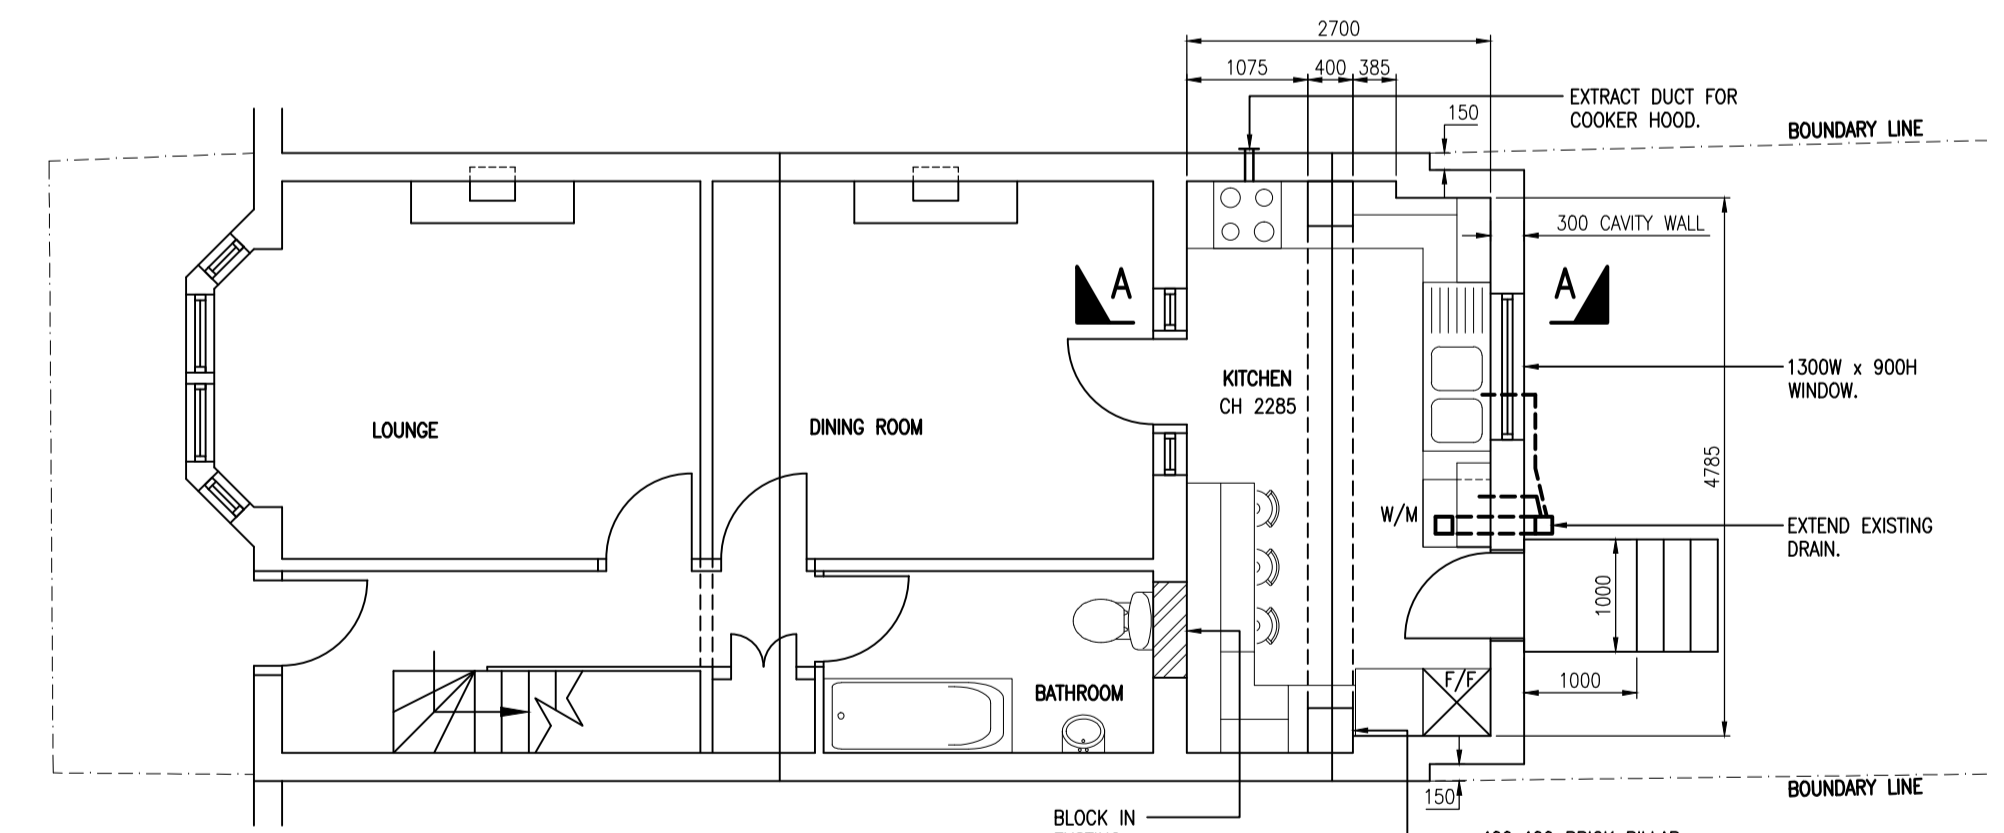 2700
1075 400 385
EXTRACT DUCT FOR
COOKER HOOD.
150
BOUNDARY LINE
300 CAVITY WALL
A
A
KITCHEN
CH 2285
1300W x 900H
WINDOW.
LOUNGE
DINING ROOM
4785
W/M
EXTEND EXISTING
DRAIN.
1000
F/F
1000
BATHROOM
150
BOUNDARY LINE
BLOCK IN